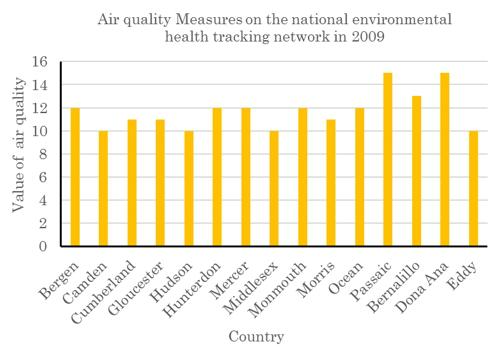 Air quality Measures on the national environmental
health tracking network in 2009
Value of air quality
16
14
12
10
8
6
4
2
0
Bergen
Camden
Cumberland
Gloucester
Hudson
Hunterdon
Mercer
Middlesex
Monmouth
Morris
Ocean
Passaic
Bernalillo
Dona Ana
Eddy
Country